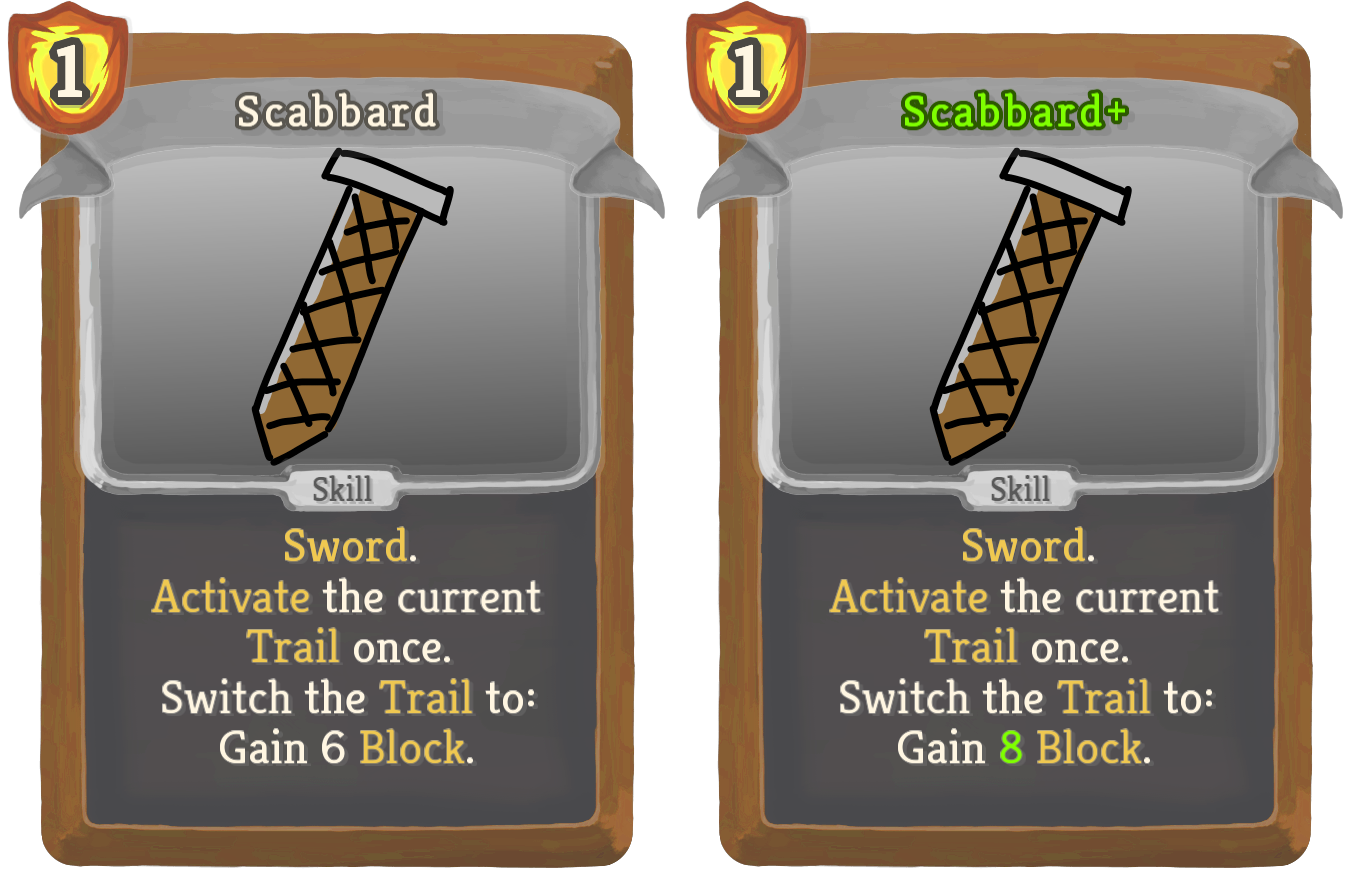 1
Scabbard
Skill
Sword.
Activate the current
Trail once.
Switch the Trail to:
Gain 6 Block.
1
Scabbard+
Skill
Sword.
Activate the current
Trail once.
Switch the Trail to:
Gain 8 Block.